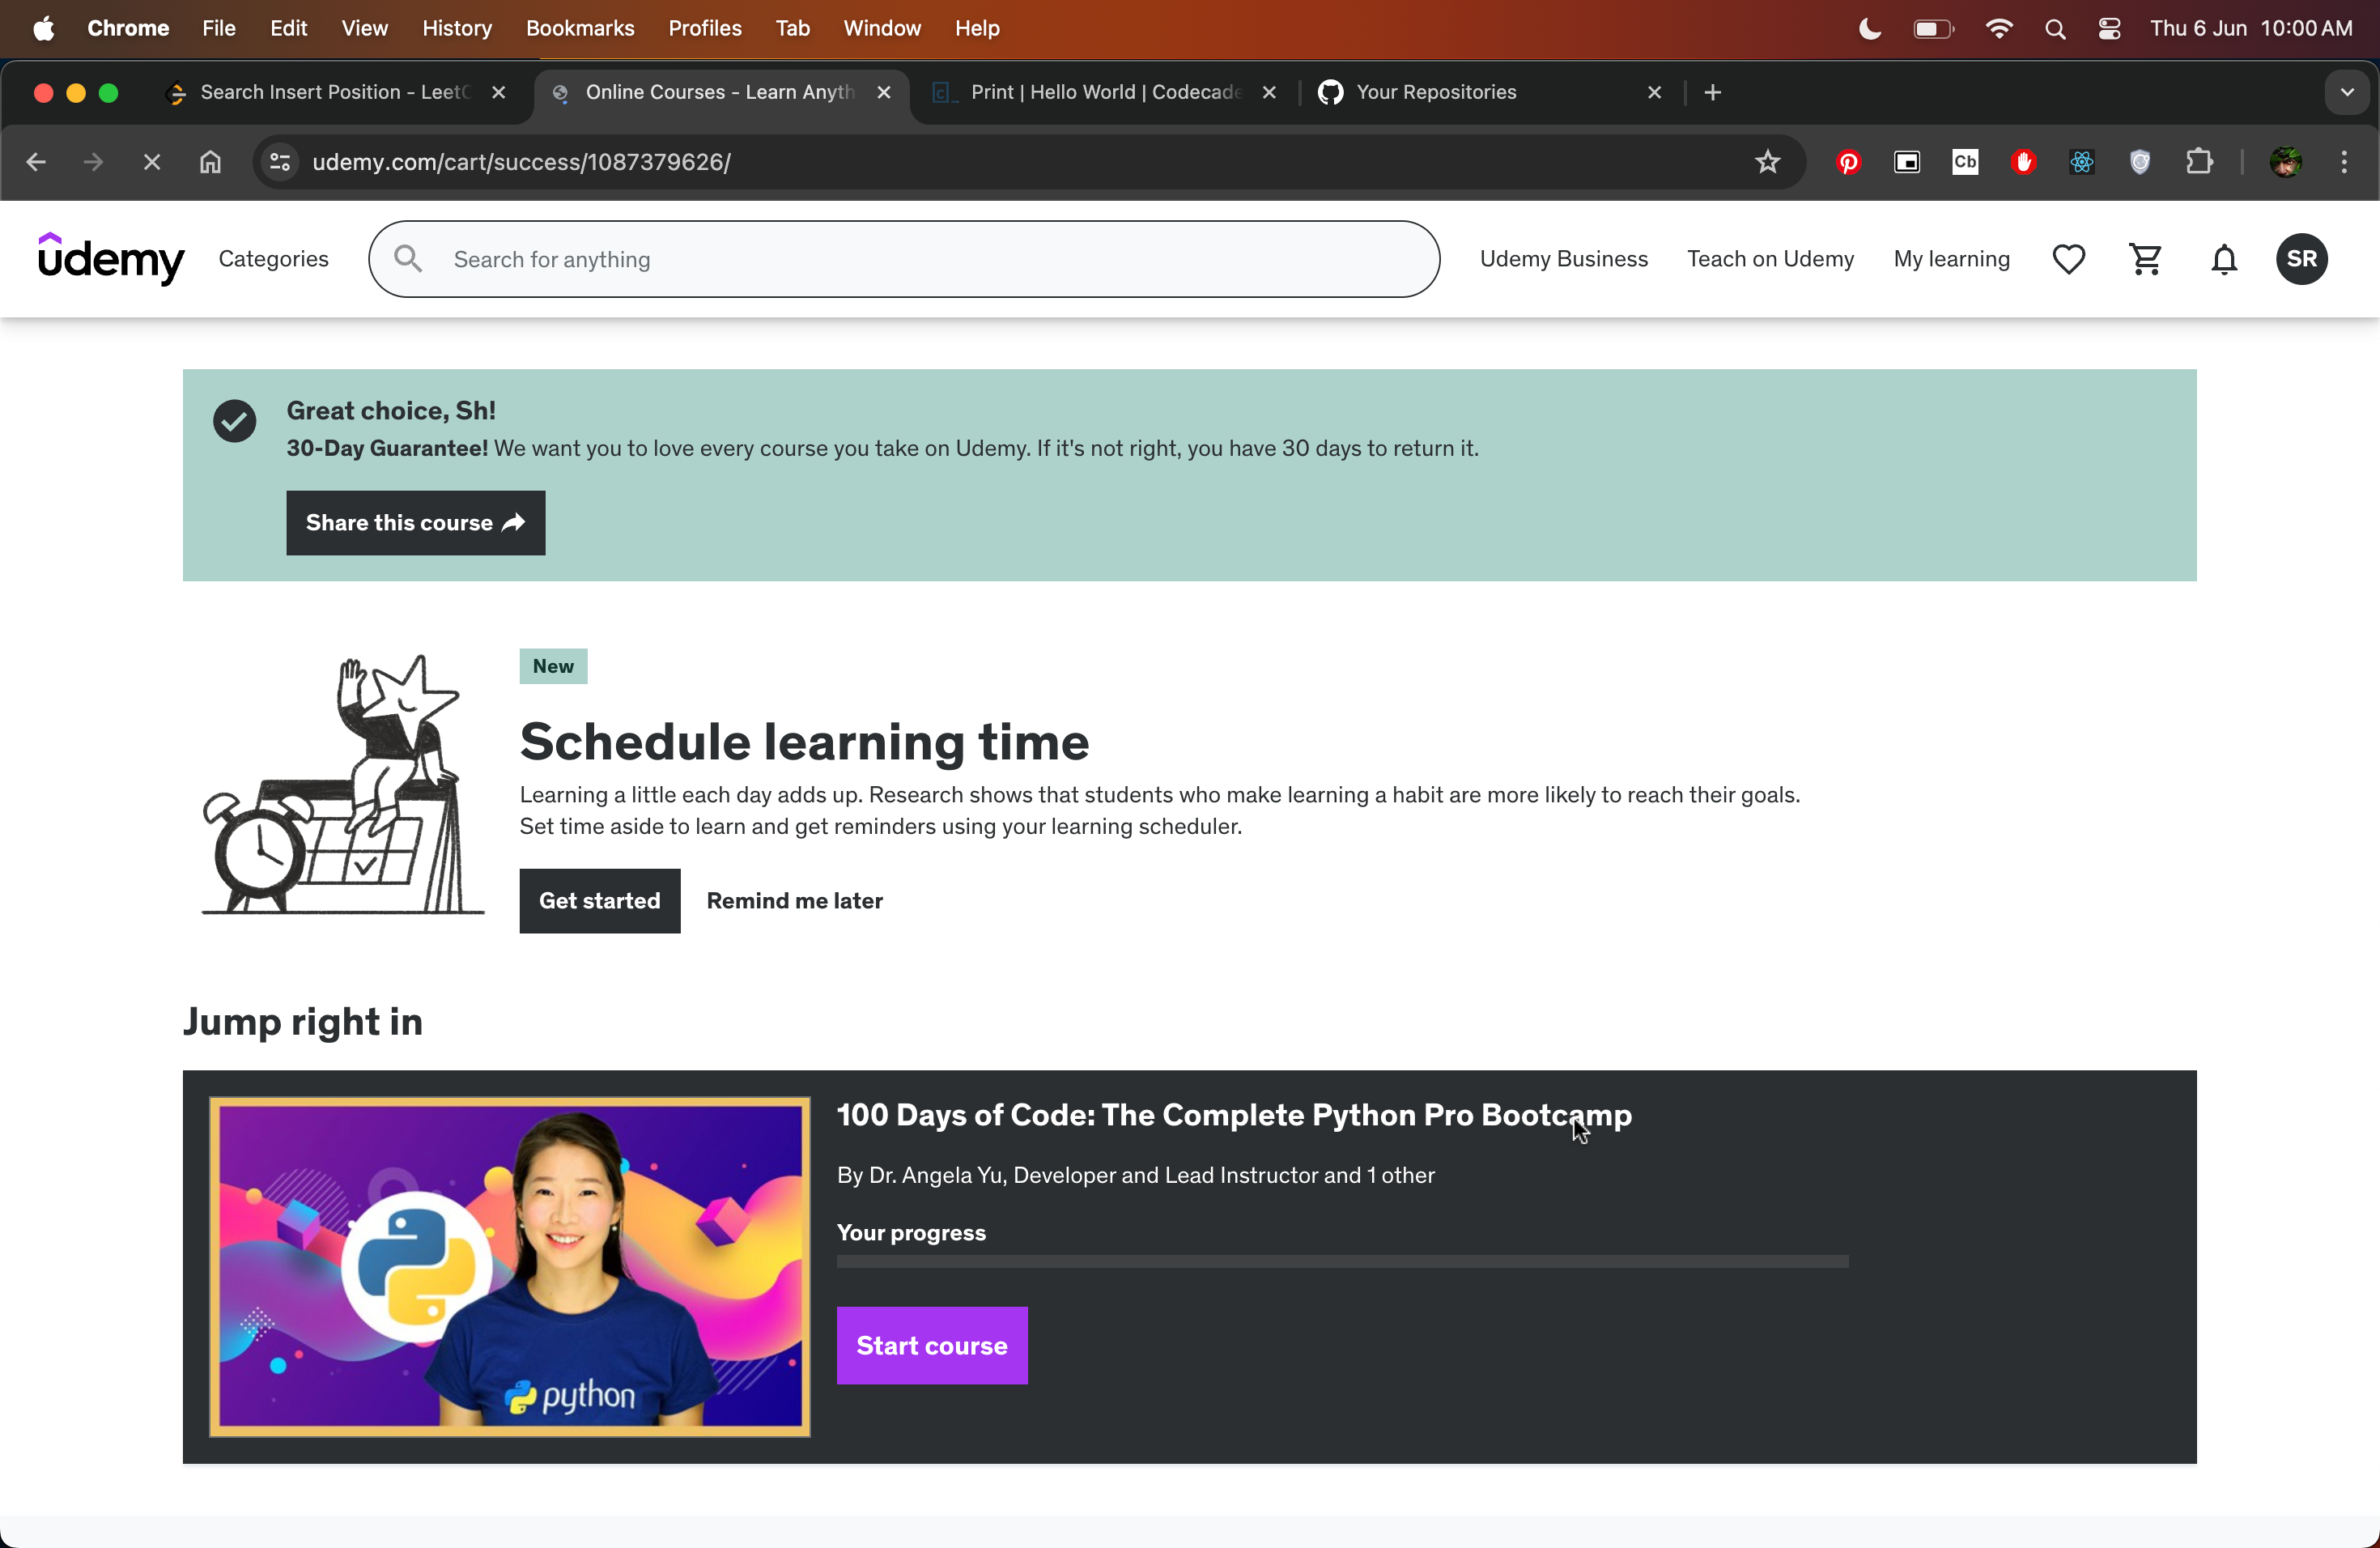 Chrome File Edit View History Bookmarks Profiles Tab Window Help Thu 6 Jun 10:00 AM
Search Insert Position - Leet
Online Courses - Learn Anyth
Print | Hello World | Codecade
Your Repositories
udemy.com/cart/success/1087379626/
Cb
udemy
Categories
Search for anything
Udemy Business
Teach on Udemy
My learning
SR
Great choice, Sh!
30-Day Guarantee! We want you to love every course you take on Udemy. If it's not right, you have 30 days to return it.
Share this course
New
Schedule learning time
Learning a little each day adds up. Research shows that students who make learning a habit are more likely to reach their goals.
Set time aside to learn and get reminders using your learning scheduler.
Get started
Remind me later
Jump right in
100 Days of Code: The Complete Python Pro Bootcamp
By Dr. Angela Yu, Developer and Lead Instructor and 1 other
Your progress
Start course
python